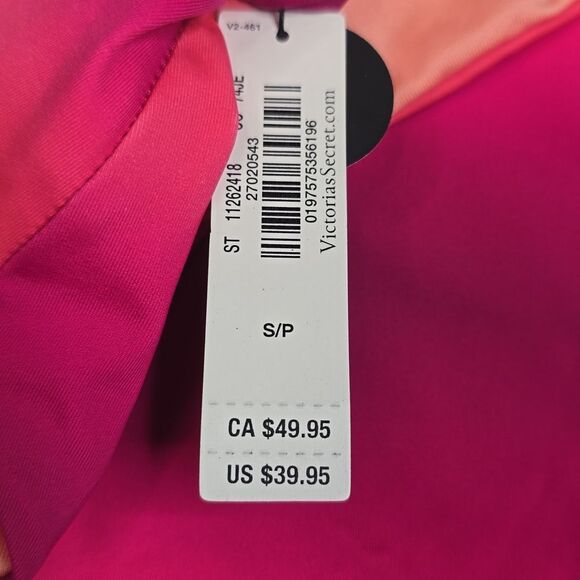 V2-461
ST 11262418
27020543
0197575356196
VictoriasSecret.com
S/P
CA $49.95
US $39.95